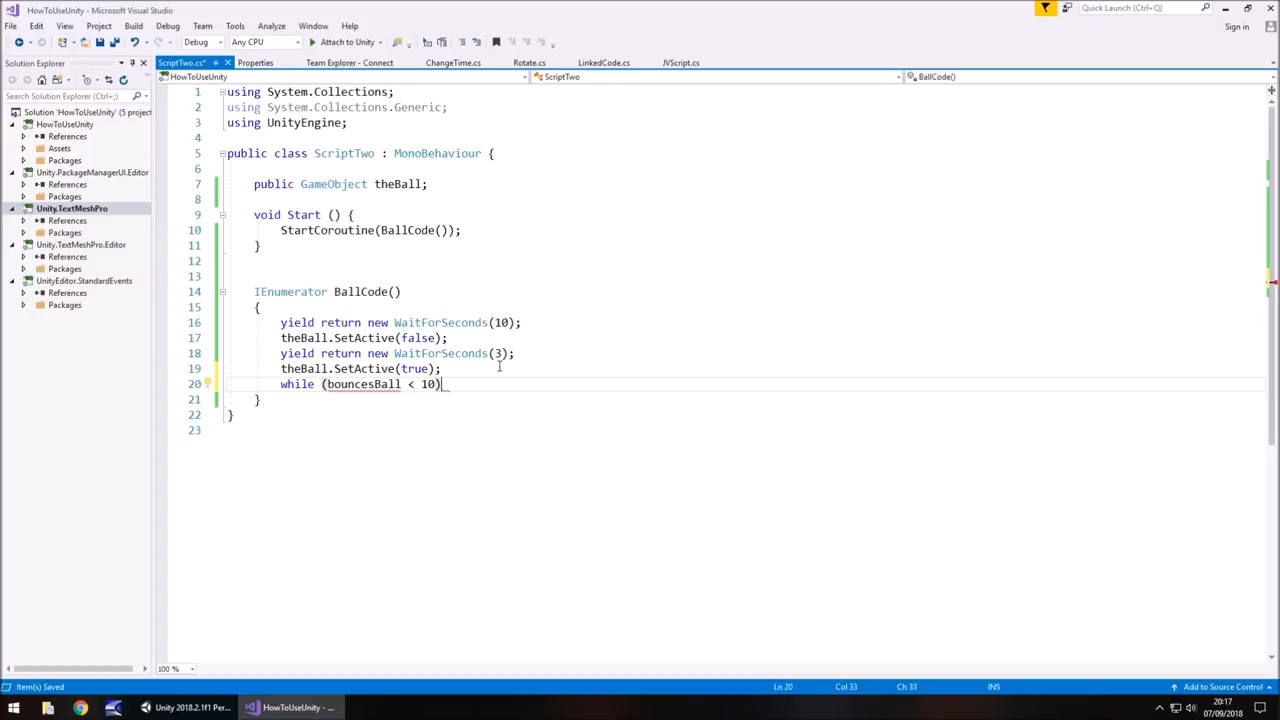 HowToUseUnity - Microsoft Visual Studio
Quick Launch (Ctrl+Q)
File Edit View Project Build Debug Team Tools Analyze Window Help
Sign in
Debug Any CPU Attach to Unity
Solution Explorer
ScriptTwo.cs* Properties Team Explorer - Connect ChangeTime.cs Rotate.cs LinkedCode.cs JVScript.cs
HowToUseUnity ScriptTwo BallCode()
Search Solution Explorer (Ctrl+;)
Solution 'HowToUseUnity' (5 project
HowToUseUnity
References
Assets
Packages
Unity.PackageManagerUI.Editor
References
Packages
Unity.TextMeshPro
References
Packages
Unity.TextMeshPro.Editor
References
Packages
UnityEditor.StandardEvents
References
Packages
1 using System.Collections;
2 using System.Collections.Generic;
3 using UnityEngine;
4
5 public class ScriptTwo : MonoBehaviour {
6
7 public GameObject theBall;
8
9 void Start () {
10 StartCoroutine(BallCode());
11 }
12
13
14 IEnumerator BallCode()
15 {
16 yield return new WaitForSeconds(10);
17 theBall.SetActive(false);
18 yield return new WaitForSeconds(3);
19 theBall.SetActive(true);
20 while (bouncesBall < 10)
21 }
22 }
23
100 %
Item(s) Saved Ln 20 Col 33 Ch 33 INS Add to Source Control
Unity 2018.2.1f1 Per... HowToUseUnity - ...
20:17
07/09/2018